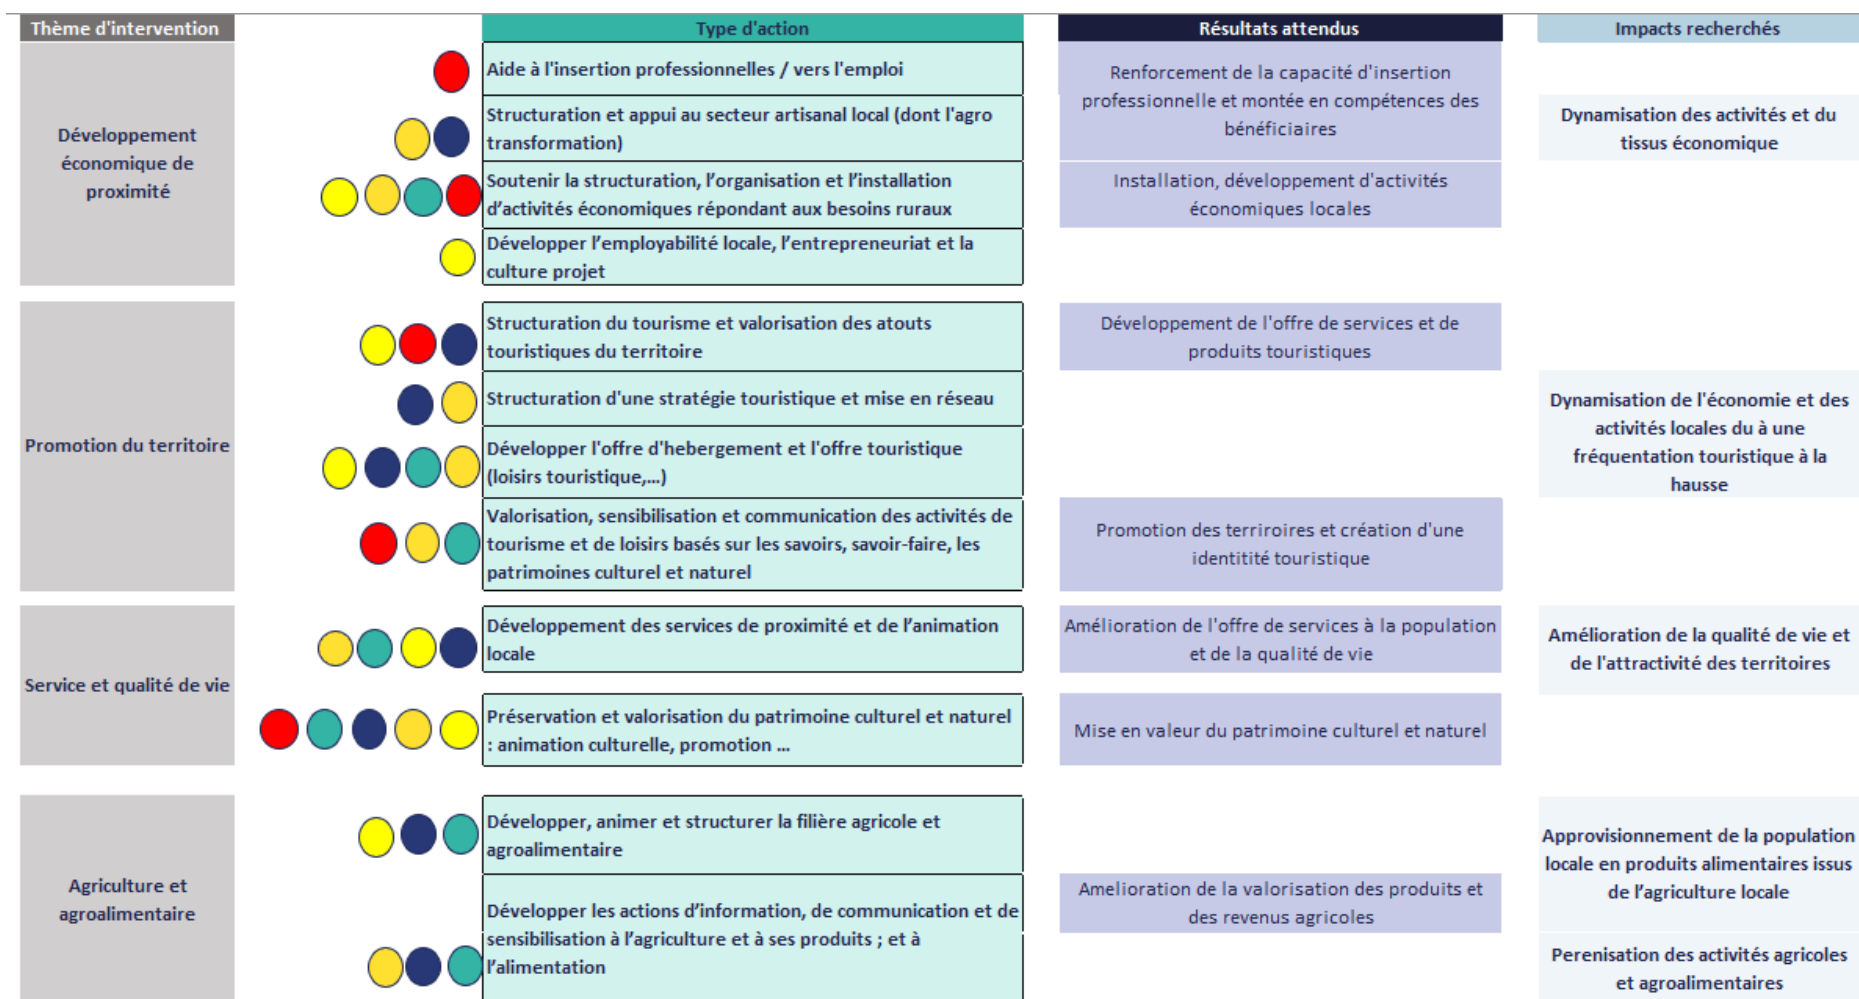 Thème d'intervention
Type d'action
Résultats attendus
Impacts recherchés
Développement
économique de
proximité
Aide à l'insertion professionnelles / vers l'emploi
Structuration et appui au secteur artisanal local (dont l'agro
transformation)
Soutenir la structuration, l’organisation et l’installation
d’activités économiques répondant aux besoins ruraux
Développer l’employabilité locale, l’entrepreneuriat et la
culture projet
Renforcement de la capacité d'insertion
professionnelle et montée en compétences des
bénéficiaires
Installation, développement d'activités
économiques locales
Dynamisation des activités et du
tissus économique
Promotion du territoire
Structuration du tourisme et valorisation des atouts
touristiques du territoire
Structuration d'une stratégie touristique et mise en réseau
Développer l'offre d'hebergement et l'offre touristique
(loisirs touristique,...)
Valorisation, sensibilisation et communication des activités de
tourisme et de loisirs basés sur les savoirs, savoir-faire, les
patrimoines culturel et naturel
Développement de l'offre de services et de
produits touristiques
Promotion des terriroires et création d'une
identitité touristique
Dynamisation de l'économie et des
activités locales du à une
fréquentation touristique à la
hausse
Service et qualité de vie
Développement des services de proximité et de l’animation
locale
Préservation et valorisation du patrimoine culturel et naturel
: animation culturelle, promotion ...
Amélioration de l'offre de services à la population
et de la qualité de vie
Mise en valeur du patrimoine culturel et naturel
Amélioration de la qualité de vie et
de l'attractivité des territoires
Agriculture et
agroalimentaire
Développer, animer et structurer la filière agricole et
agroalimentaire
Développer les actions d’information, de communication et de
sensibilisation à l’agriculture et à ses produits ; et à
l’alimentation
Amelioration de la valorisation des produits et
des revenus agricoles
Approvisionnement de la population
locale en produits alimentaires issus
de l’agriculture locale
Perenisation des activités agricoles
et agroalimentaires